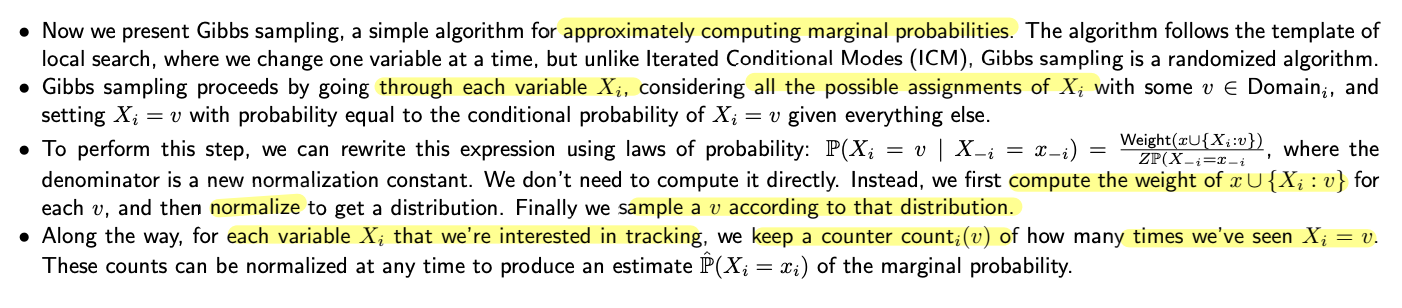 • Now we present Gibbs sampling, a simple algorithm for approximately computing marginal probabilities. The algorithm follows the template of
local search, where we change one variable at a time, but unlike Iterated Conditional Modes (ICM), Gibbs sampling is a randomized algorithm.
• Gibbs sampling proceeds by going through each variable $X_i$, considering all the possible assignments of $X_i$ with some $v \in \text{Domain}_i$, and
setting $X_i = v$ with probability equal to the conditional probability of $X_i = v$ given everything else.
• To perform this step, we can rewrite this expression using laws of probability: $\mathbb{P}(X_i = v \mid X_{-i} = x_{-i}) = \frac{\text{Weight}(x \cup \{X_i:v\})}{Z\mathbb{P}(X_{-i}=x_{-i}}$, where the
denominator is a new normalization constant. We don't need to compute it directly. Instead, we first compute the weight of $x \cup \{X_i : v\}$ for
each $v$, and then normalize to get a distribution. Finally we sample a $v$ according to that distribution.
• Along the way, for each variable $X_i$ that we're interested in tracking, we keep a counter $\text{count}_i(v)$ of how many times we've seen $X_i = v$.
These counts can be normalized at any time to produce an estimate $\hat{\mathbb{P}}(X_i = x_i)$ of the marginal probability.